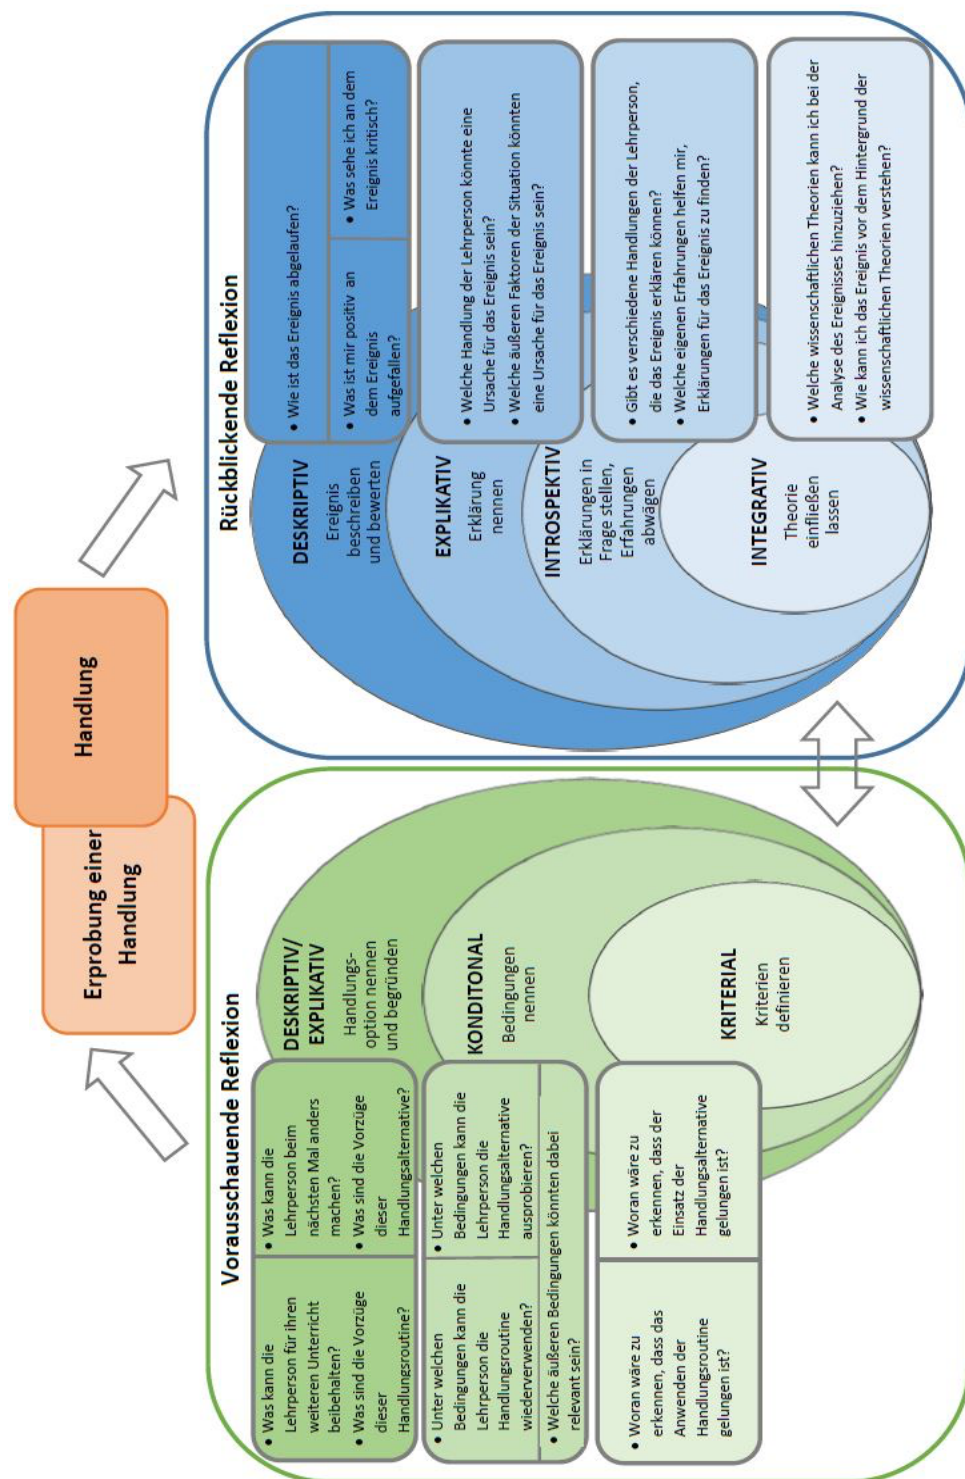 Erprobung einer
Handlung
Handlung
Vorausschauende Reflexion
• Was kann die
Lehrperson für ihren
weiteren Unterricht
beibehalten?
• Was sind die Vorzüge
dieser
Handlungsroutine?
• Was kann die
Lehrperson beim
nächsten Mal anders
machen?
• Was sind die Vorzüge
dieser
Handlungsalternative?
DESKRIPTIV/
EXPLIKATIV
Handlungs-
option nennen
und begründen
• Unter welchen
Bedingungen kann die
Lehrperson die
Handlungsroutine
wiederverwenden?
• Unter welchen
Bedingungen kann die
Lehrperson die
Handlungsalternative
ausprobieren?
• Welche äußeren Bedingungen könnten dabei
relevant sein?
KONDITONAL
Bedingungen
nennen
• Woran wäre zu
erkennen, dass das
Anwenden der
Handlungsroutine
gelungen ist?
• Woran wäre zu
erkennen, dass der
Einsatz der
Handlungsalternative
gelungen ist?
KRITERIAL
Kriterien
definieren
Rückblickende Reflexion
DESKRIPTIV
Ereignis
beschreiben
und bewerten
• Wie ist das Ereignis abgelaufen?
• Was ist mir positiv an
dem Ereignis
aufgefallen?
• Was sehe ich an dem
Ereignis kritisch?
EXPLIKATIV
Erklärung
nennen
• Welche Handlung der Lehrperson könnte eine
Ursache für das Ereignis sein?
• Welche äußeren Faktoren der Situation könnten
eine Ursache für das Ereignis sein?
INTROSPEKTIV
Erklärungen in
Frage stellen,
Erfahrungen
abwägen
• Gibt es verschiedene Handlungen der Lehrperson,
die das Ereignis erklären können?
• Welche eigenen Erfahrungen helfen mir,
Erklärungen für das Ereignis zu finden?
INTEGRATIV
Theorie
einfließen
lassen
• Welche wissenschaftlichen Theorien kann ich bei der
Analyse des Ereignisses hinzuziehen?
• Wie kann ich das Ereignis vor dem Hintergrund der
wissenschaftlichen Theorien verstehen?